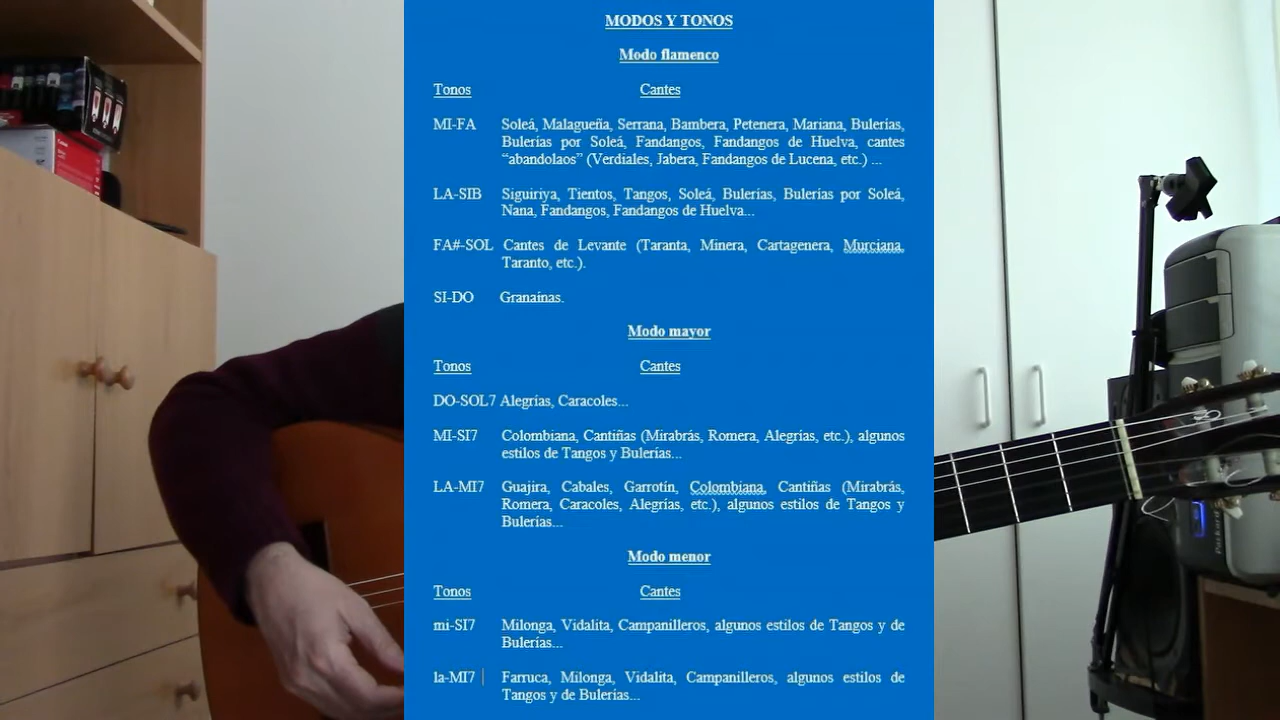 MODOS Y TONOS
Modo flamenco
Tonos Cantes
MI-FA Soleá, Malagueña, Serrana, Bambera, Petenera, Mariana, Bulerías,
Bulerías por Soleá, Fandangos, Fandangos de Huelva, cantes
“abandolaos” (Verdiales, Jabera, Fandangos de Lucena, etc.) ...
LA-SIB Siguiriya, Tientos, Tangos, Soleá, Bulerías, Bulerías por Soleá,
Nana, Fandangos, Fandangos de Huelva...
FA#-SOL Cantes de Levante (Taranta, Minera, Cartagenera, Murciana,
Taranto, etc.).
SI-DO Granaínas.
Modo mayor
Tonos Cantes
DO-SOL7 Alegrías, Caracoles...
MI-SI7 Colombiana, Cantiñas (Mirabrás, Romera, Alegrías, etc.), algunos
estilos de Tangos y Bulerías...
LA-MI7 Guajira, Cabales, Garrotín, Colombiana, Cantiñas (Mirabrás,
Romera, Caracoles, Alegrías, etc.), algunos estilos de Tangos y
Bulerías...
Modo menor
Tonos Cantes
mi-SI7 Milonga, Vidalita, Campanilleros, algunos estilos de Tangos y de
Bulerías...
la-MI7 Farruca, Milonga, Vidalita, Campanilleros, algunos estilos de
Tangos y de Bulerías...